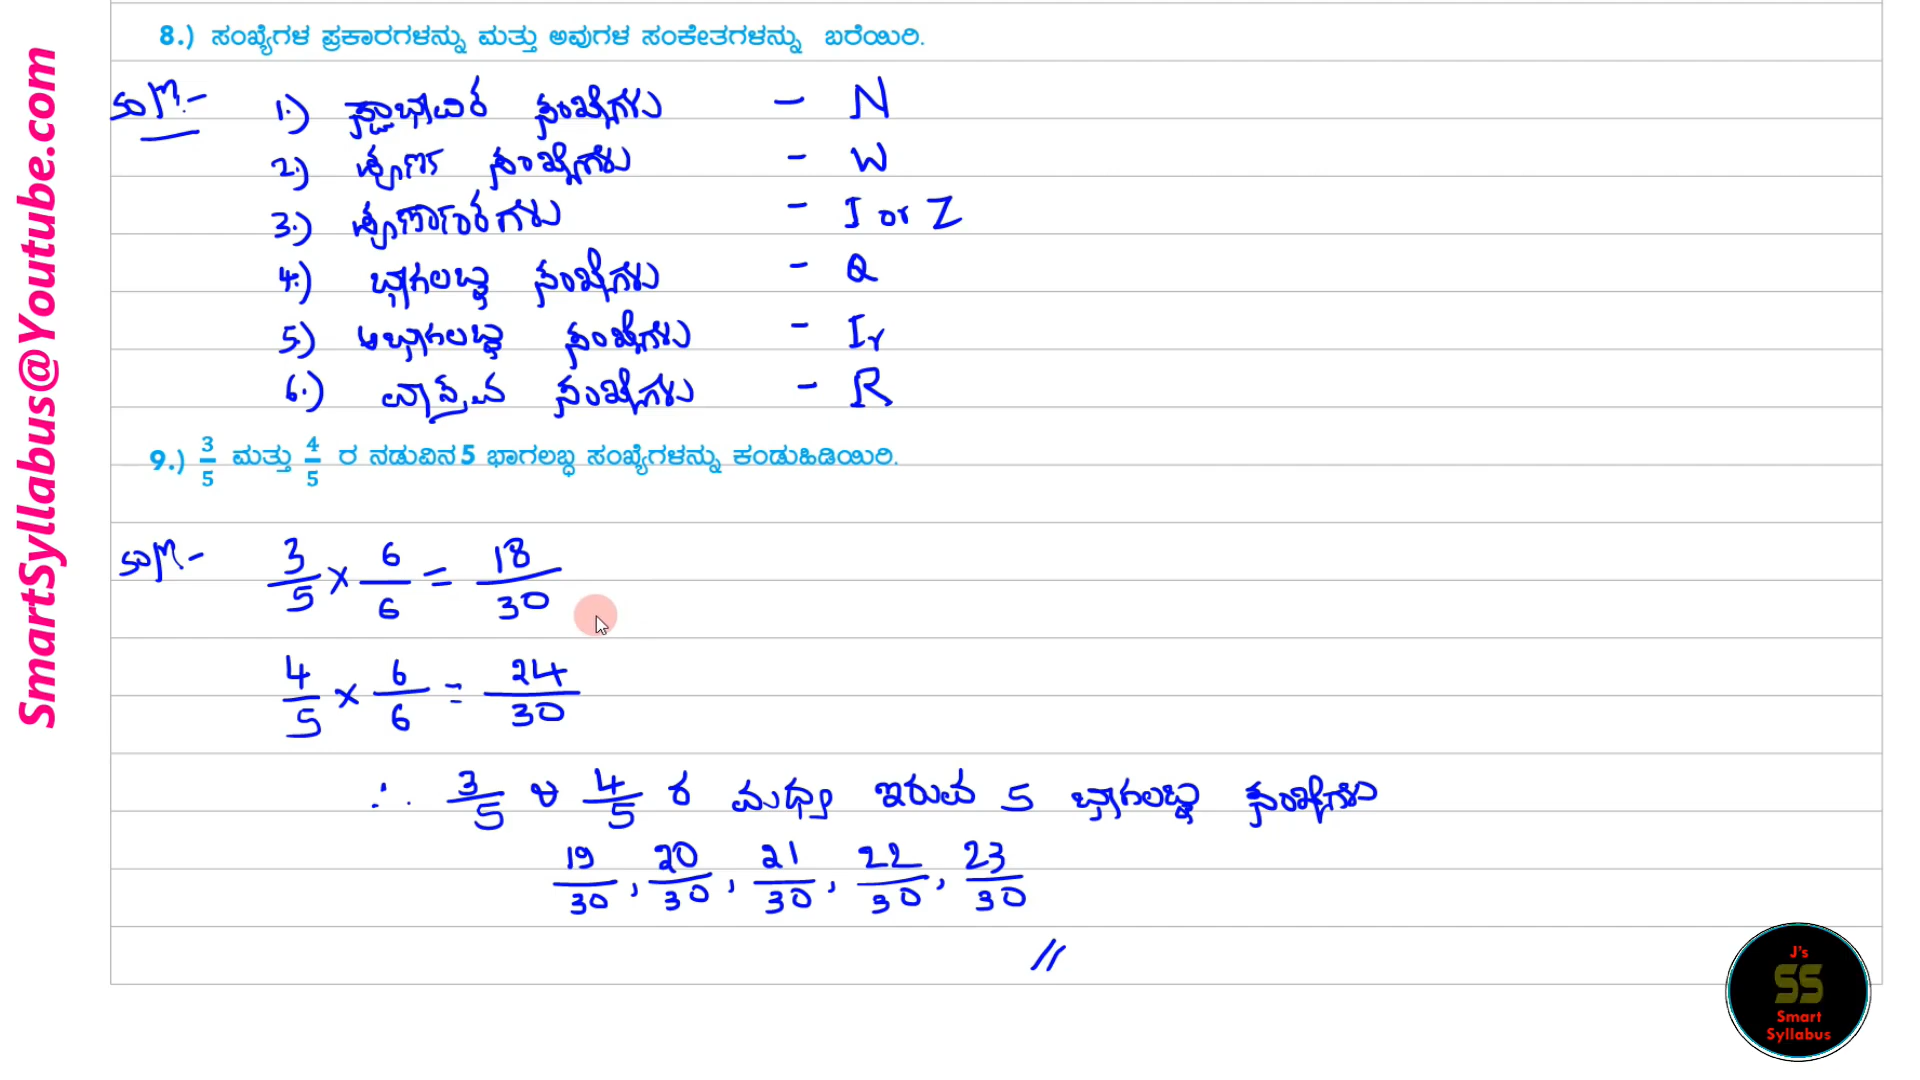 SmartSyllabus@Youtube.com
8.) ಸಂಖ್ಯೆಗಳ ಪ್ರಕಾರಗಳನ್ನು ಮತ್ತು ಅವುಗಳ ಸಂಕೇತಗಳನ್ನು ಬರೆಯಿರಿ.
1.) ಸ್ವಾಭಾವಿಕ ಸಂಖ್ಯೆಗಳು - N
2.) ಪೂರ್ಣ ಸಂಖ್ಯೆಗಳು - W
3.) ಪೂರ್ಣಾಂಕಗಳು - I or Z
4.) ಭಾಗಲಬ್ಧ ಸಂಖ್ಯೆಗಳು - Q
5.) ಅಭಾಗಲಬ್ಧ ಸಂಖ್ಯೆಗಳು - Ir
6.) ವಾಸ್ತವ ಸಂಖ್ಯೆಗಳು - R
9.) 3/5 ಮತ್ತು 4/5 ರ ನಡುವಿನ 5 ಭಾಗಲಬ್ಧ ಸಂಖ್ಯೆಗಳನ್ನು ಕಂಡುಹಿಡಿಯಿರಿ.
3/5 × 6/6 = 18/30
4/5 × 6/6 = 24/30
∴ 3/5 & 4/5 ರ ಮಧ್ಯ ಇರುವ 5 ಭಾಗಲಬ್ಧ ಸಂಖ್ಯೆಗಳು
19/30, 20/30, 21/30, 22/30, 23/30
//
J's
SS
Smart
Syllabus